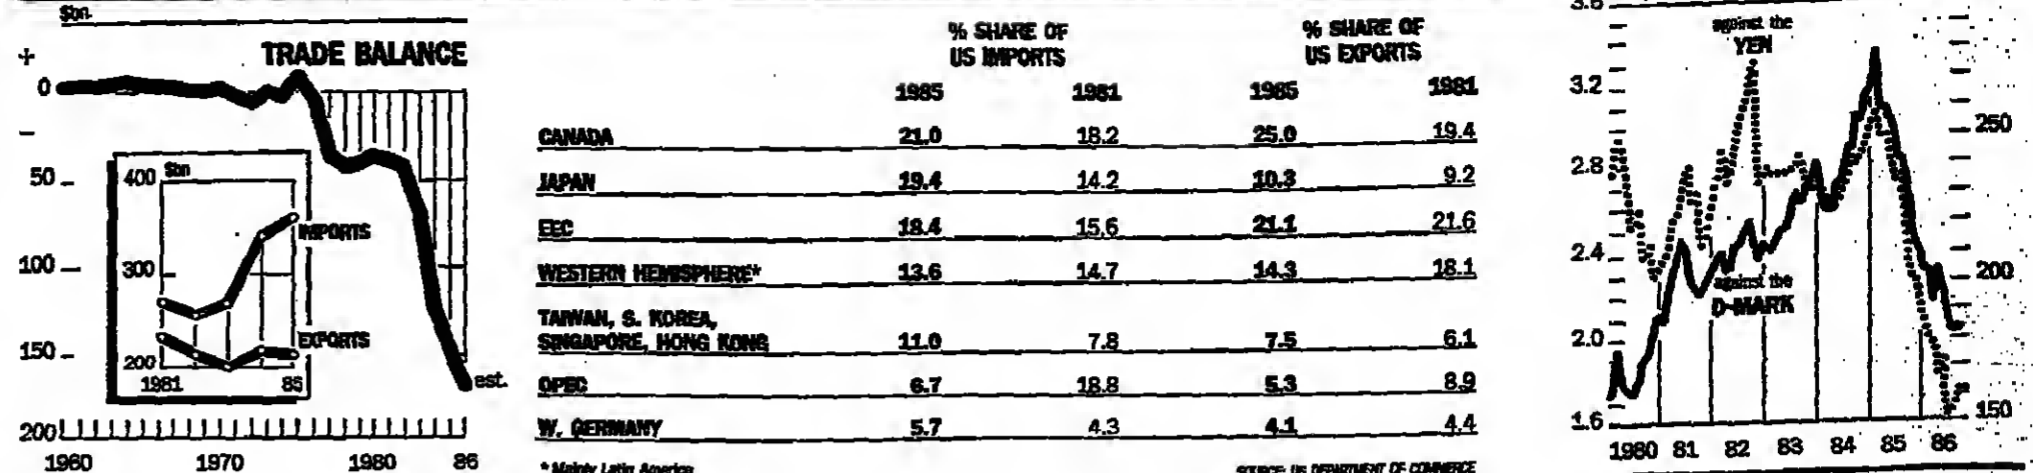 $bn.
TRADE BALANCE
+
0
50
100
150
200
est.
1960 1970 1980 86
$bn
400
300
200
IMPORTS
EXPORTS
1981 85
% SHARE OF
US IMPORTS
% SHARE OF
US EXPORTS
1985 1981 1985 1981
CANADA 21.0 18.2 25.0 19.4
JAPAN 19.4 14.2 10.3 9.2
EEC 18.4 15.6 21.1 21.6
WESTERN HEMISPHERE* 13.6 14.7 14.3 18.1
TAIWAN, S. KOREA,
SINGAPORE, HONG KONG 11.0 7.8 7.5 6.1
OPEC 6.7 18.8 5.3 8.9
W. GERMANY 5.7 4.3 4.1 4.4
* Mainly Latin America
SOURCE: US DEPARTMENT OF COMMERCE
3.6
3.2
2.8
2.4
2.0
1.6
against the
YEN
against the
D-MARK
250
200
150
1980 81 82 83 84 85 86